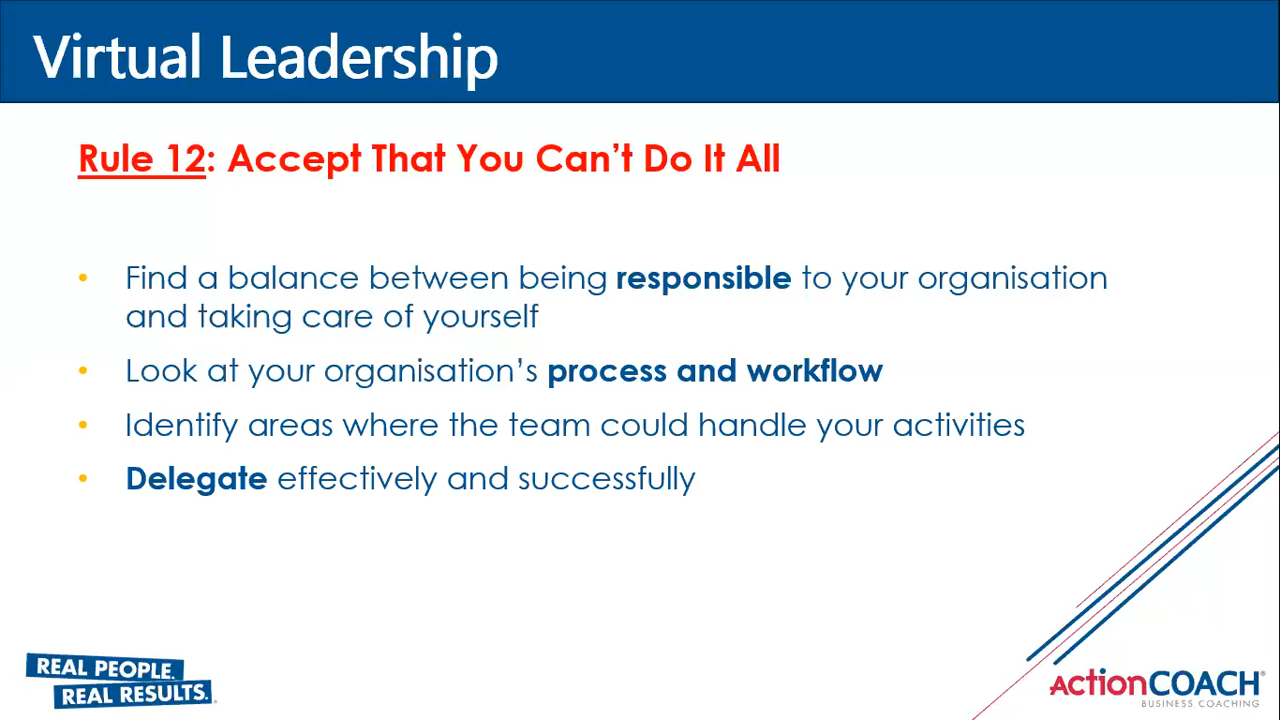 Virtual Leadership
Rule 12: Accept That You Can’t Do It All
• Find a balance between being responsible to your organisation
and taking care of yourself
• Look at your organisation’s process and workflow
• Identify areas where the team could handle your activities
• Delegate effectively and successfully
REAL PEOPLE.
REAL RESULTS.
ActionCOACH®
BUSINESS COACHING